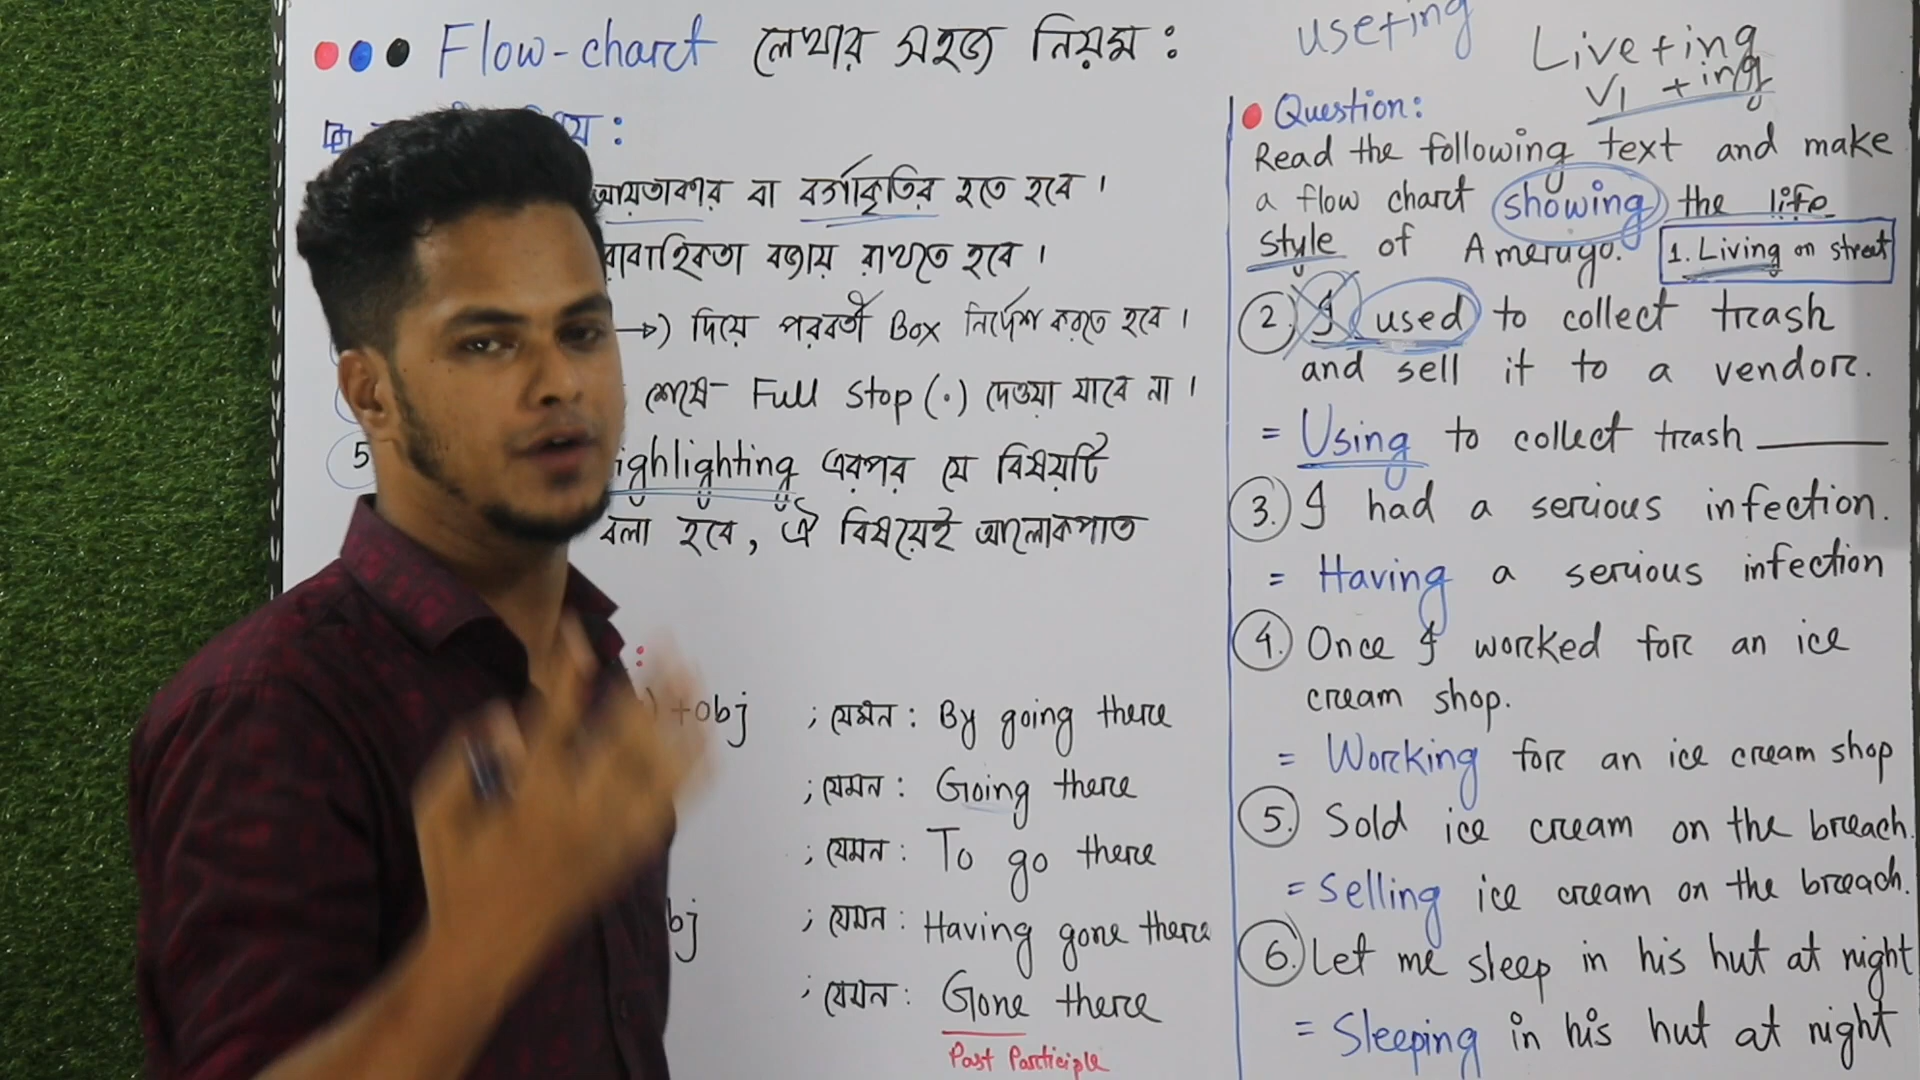 Flow-chart লেখার সহজ নিয়ম :
আয়তাকার বা বর্গাকৃতির হতে হবে ।
রাবাহিকতা বজায় রাখতে হবে ।
→) দিয়ে পরবর্তী Box নির্দেশ করতে হবে ।
শেষে Full Stop (.) দেওয়া যাবে না ।
5
ighlighting এরপর যে বিষয়টি
বলা হবে, ঐ বিষয়েই আলোকপাত
) +obj ; যেমন : By going there
; যেমন : Going there
; যেমন : To go there
bj ; যেমন : Having gone there
; যেমন : Gone there
Past Participle
use+ing
Live+ing
V1 +ing
Question:
Read the following text and make
a flow chart showing the life
style of Amerigo. 1. Living on street
2. I used to collect trash
and sell it to a vendor.
= Using to collect trash
3. I had a serious infection.
= Having a serious infection
4. Once I worked for an ice
cream shop.
= Working for an ice cream shop
5. Sold ice cream on the breach.
= Selling ice cream on the breach.
6. Let me sleep in his hut at night
= Sleeping in his hut at night